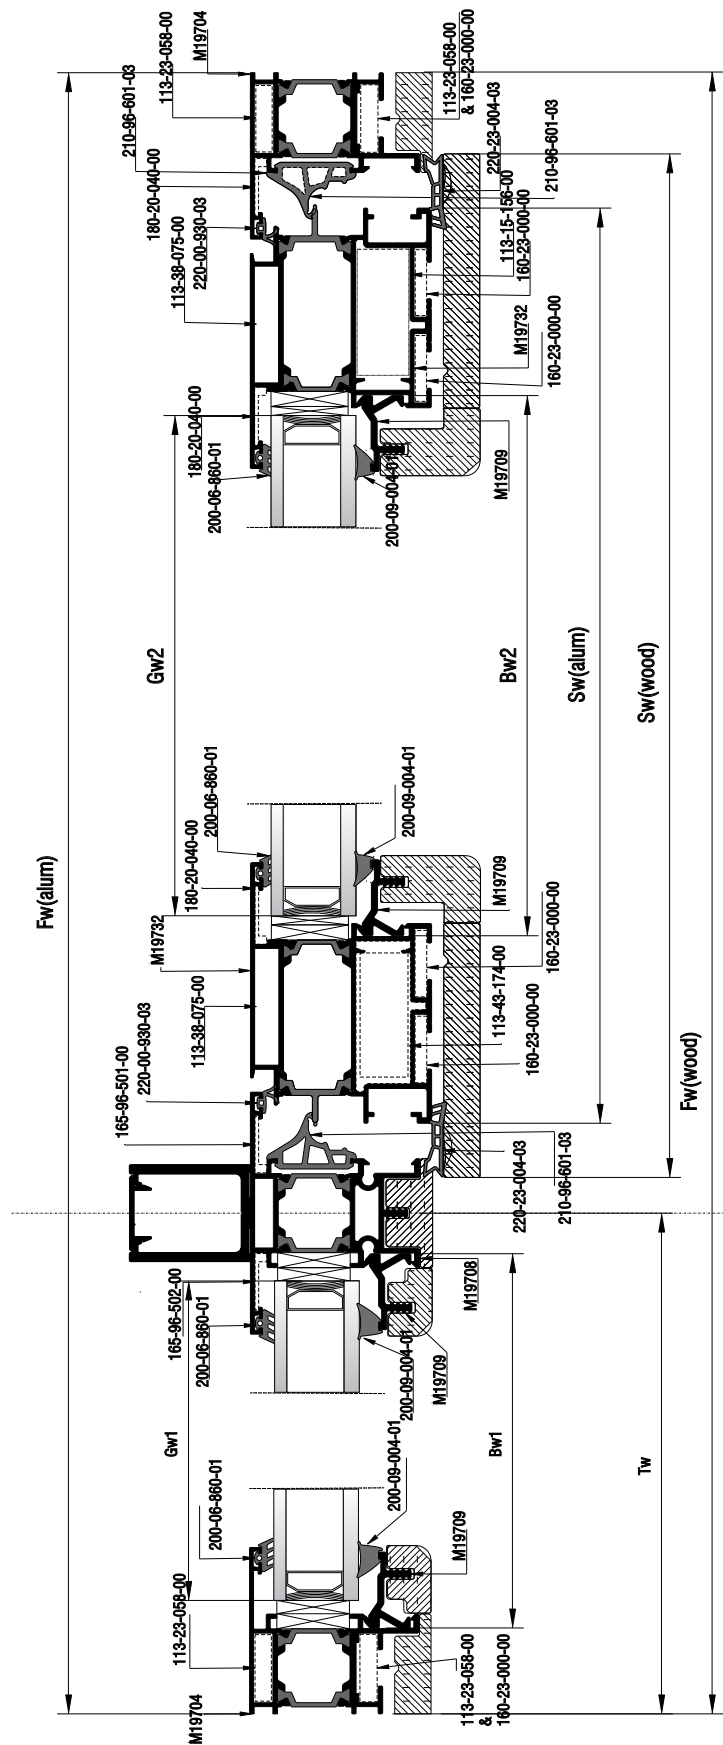 M19704
113-23-058-00
210-96-601-03
180-20-040-00
220-00-930-03
113-38-075-00
180-20-040-00
200-06-860-01
113-23-058-00
& 160-23-000-00
220-23-004-03
210-96-601-03
113-15-156-00
160-23-000-00
M19732
160-23-000-00
M19709
200-09-004-01
Gw2
Bw2
Sw(alum)
Sw(wood)
Fw(alum)
Fw(wood)
200-06-860-01
200-09-004-01
180-20-040-00
M19732
113-38-075-00
220-00-930-03
165-96-501-00
M19709
160-23-000-00
113-43-174-00
160-23-000-00
210-96-601-03
220-23-004-03
165-96-502-00
200-06-860-01
M19708
M19709
200-09-004-01
Gw1
Bw1
Tw
200-06-860-01
200-09-004-01
M19709
113-23-058-00
M19704
113-23-058-00
&
160-23-000-00